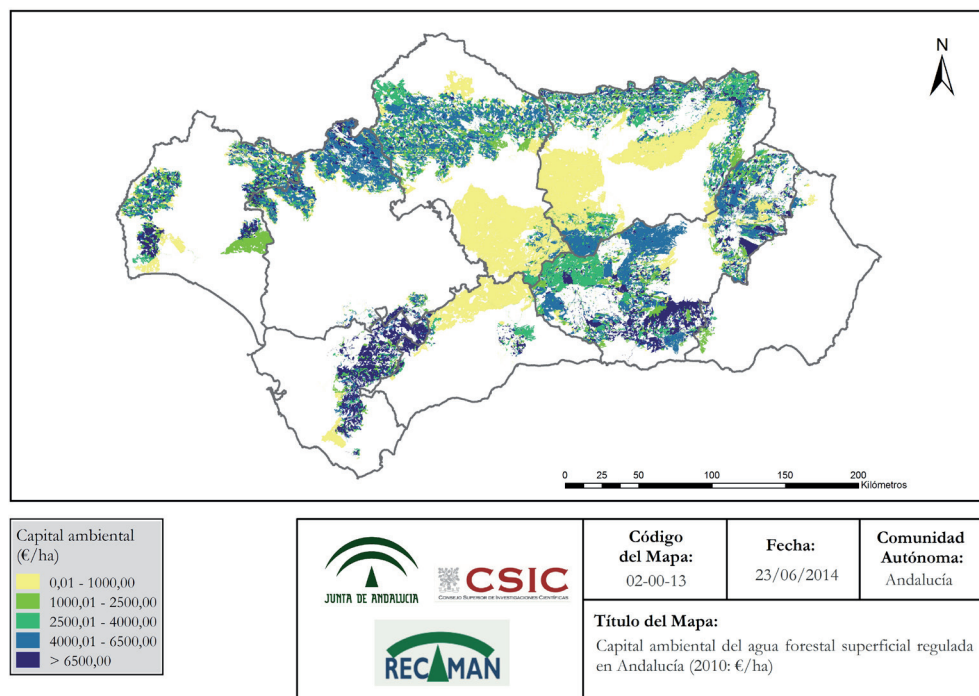 N
0 25 50 100 150 200
Kilómetros
Capital ambiental
(€/ha)
0,01 - 1000,00
1000,01 - 2500,00
2500,01 - 4000,00
4000,01 - 6500,00
> 6500,00
JUNTA DE ANDALUCIA
CSIC
CONSEJO SUPERIOR DE INVESTIGACIONES CIENTÍFICAS
RECAMAN
Código
del Mapa:
02-00-13
Fecha:
23/06/2014
Comunidad
Autónoma:
Andalucía
Título del Mapa:
Capital ambiental del agua forestal superficial regulada
en Andalucía (2010: €/ha)